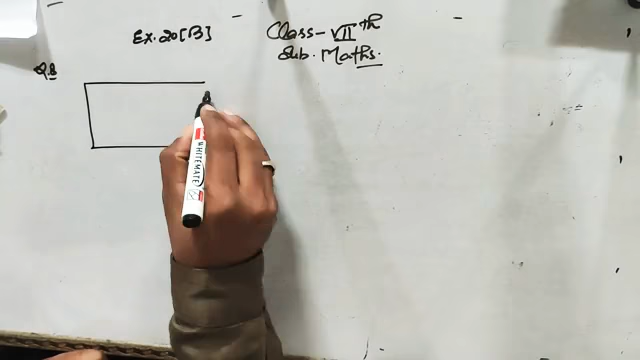 Ex. 20[B]
Class - VII th
Sub. Maths.
Q.8
WHITEMATE